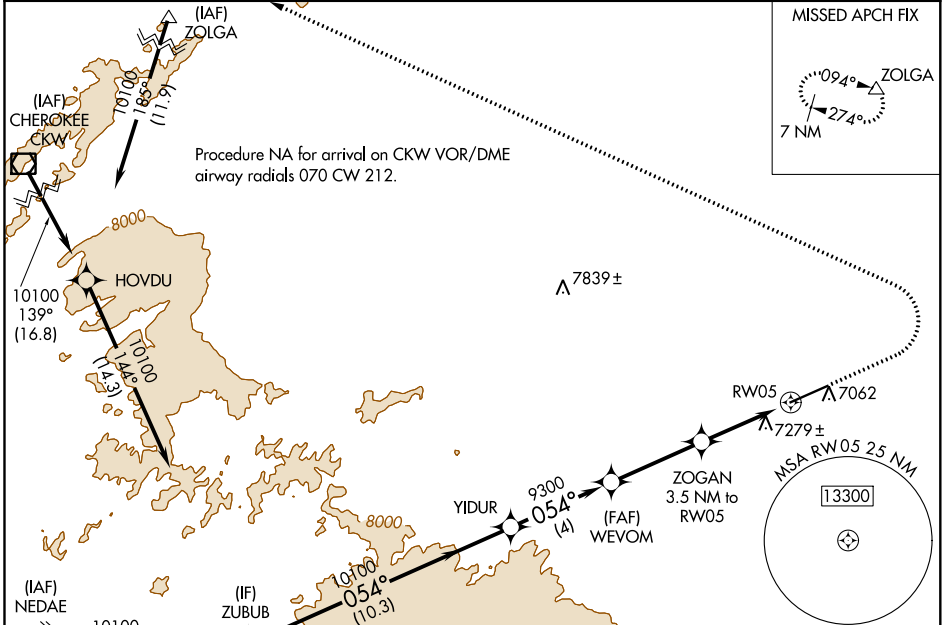 (IAF)
ZOLGA
10100
185°
(11.9)
(IAF)
CHEROKEE
CKW
Procedure NA for arrival on CKW VOR/DME
airway radials 070 CW 212.
MISSED APCH FIX
094°
ZOLGA
274°
7 NM
8000
HOVDU
10100
139°
(16.8)
10100
144°
(14.3)
7839±
RW05
7062
7279±
ZOGAN
3.5 NM to
RW05
(FAF)
WEVOM
YIDUR
9300
054°
(4)
8000
MSA RW05 25 NM
13300
10100
054°
(10.3)
(IF)
ZUBUB
(IAF)
NEDAE
10100